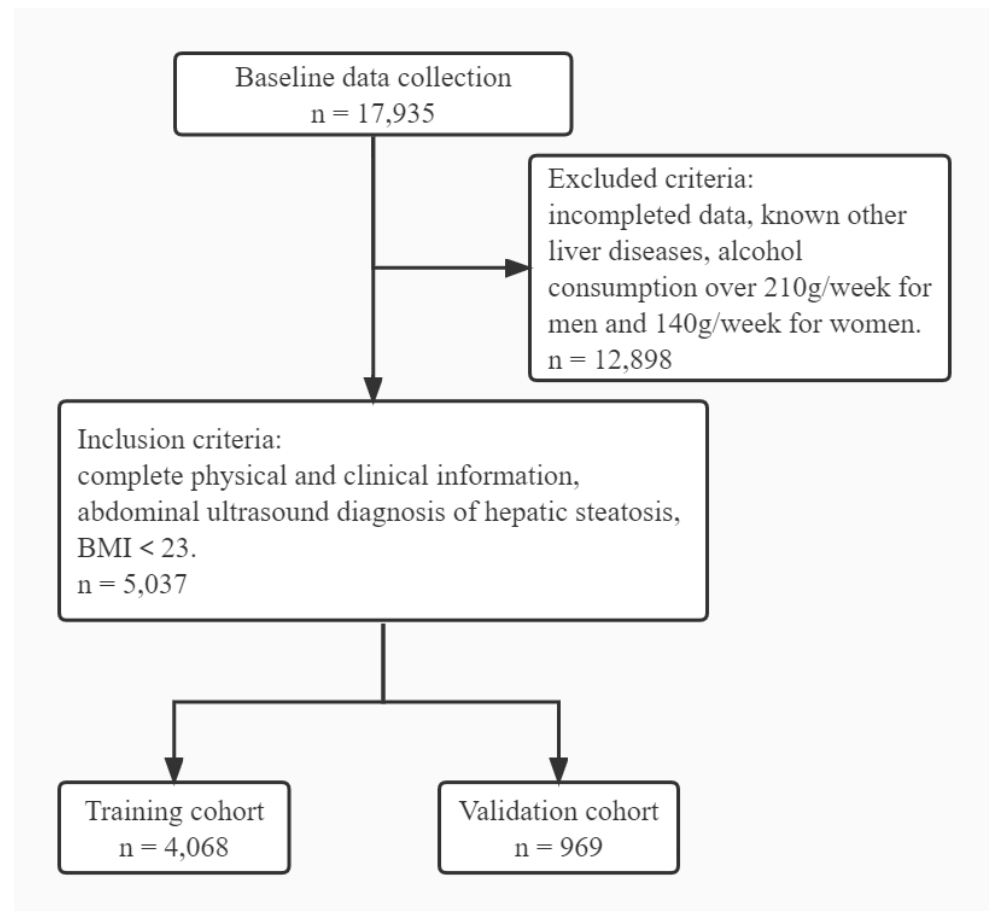 Baseline data collection
n = 17,935
Excluded criteria:
incompleted data, known other
liver diseases, alcohol
consumption over 210g/week for
men and 140g/week for women.
n = 12,898
Inclusion criteria:
complete physical and clinical information,
abdominal ultrasound diagnosis of hepatic steatosis,
BMI < 23.
n = 5,037
Training cohort
n = 4,068
Validation cohort
n = 969